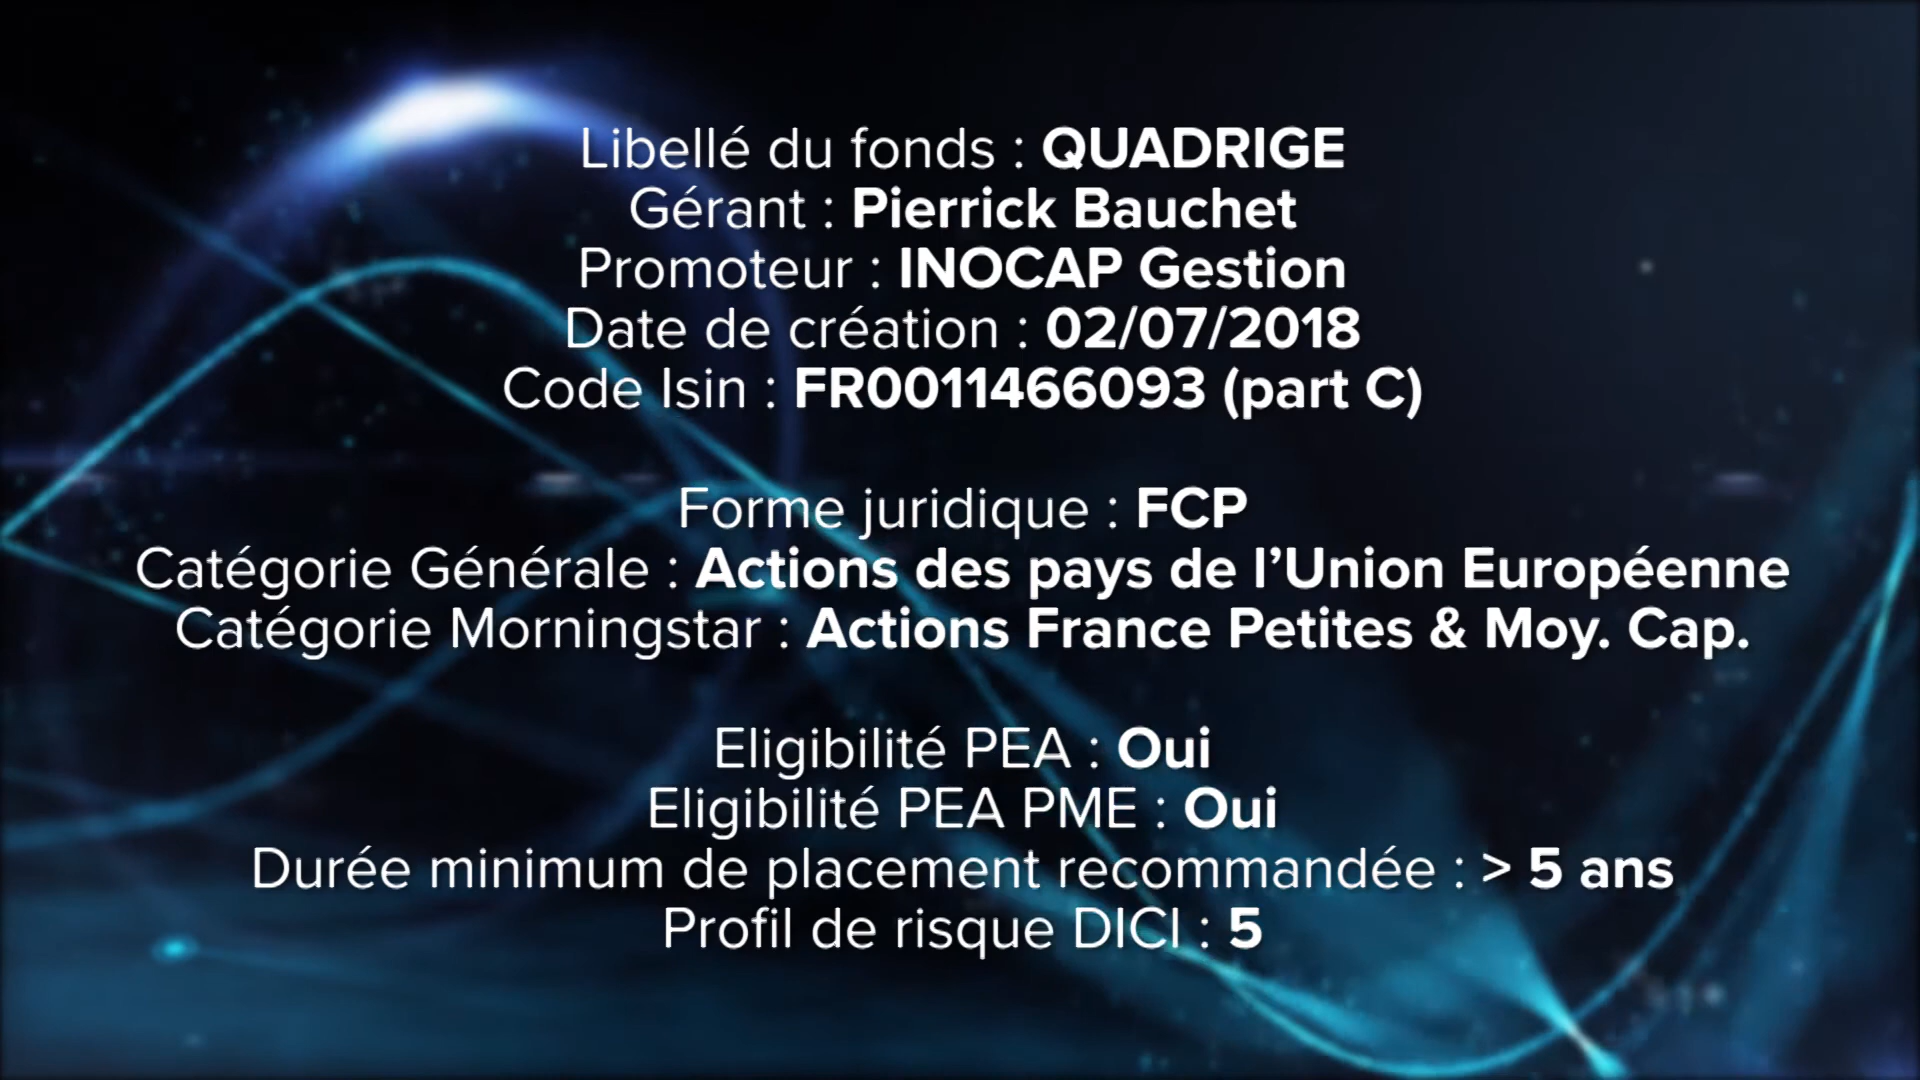 Libellé du fonds : QUADRIGE
Gérant : Pierrick Bauchet
Promoteur : INOCAP Gestion
Date de création : 02/07/2018
Code Isin : FR0011466093 (part C)
Forme juridique : FCP
Catégorie Générale : Actions des pays de l’Union Européenne
Catégorie Morningstar : Actions France Petites & Moy. Cap.
Eligibilité PEA : Oui
Eligibilité PEA PME : Oui
Durée minimum de placement recommandée : > 5 ans
Profil de risque DICI : 5